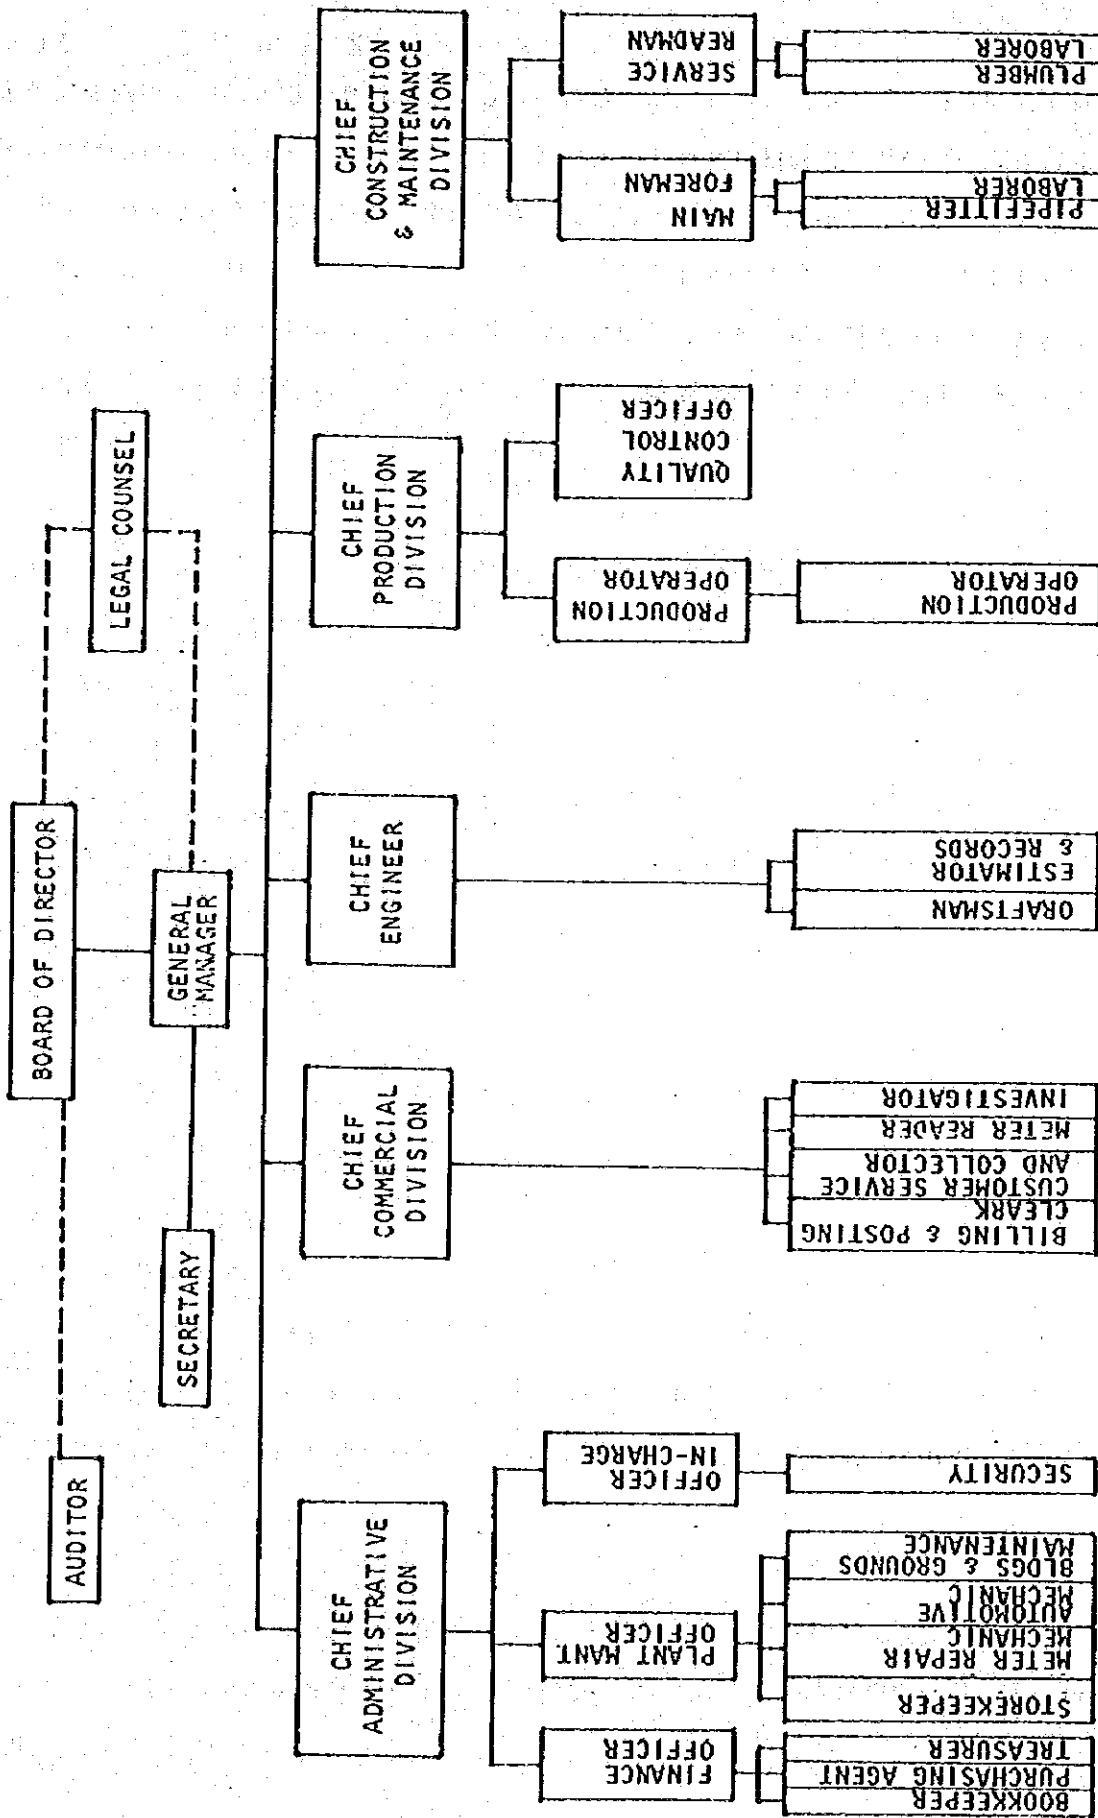 BOARD OF DIRECTOR
AUDITOR
LEGAL COUNSEL
GENERAL
MANAGER
SECRETARY
CHIEF
ADMINISTRATIVE
DIVISION
CHIEF
COMMERCIAL
DIVISION
CHIEF
ENGINEER
CHIEF
PRODUCTION
DIVISION
CHIEF
CONSTRUCTION
& MAINTENANCE
DIVISION
FINANCE
OFFICER
PLANT MANT
OFFICER
OFFICER
IN-CHARGE
PRODUCTION
OPERATOR
QUALITY
CONTROL
OFFICER
MAIN
FOREMAN
SERVICE
READMAN
BOOKKEEPER
PURCHASING AGENT
TREASURER
STOREKEEPER
METER REPAIR
MECHANIC
AUTOMOTIVE
MECHANIC
BLDGS & GROUNDS
MAINTENANCE
SECURITY
BILLING & POSTING
CLEARK
CUSTOMER SERVICE
AND COLLECTOR
METER READER
INVESTIGATOR
DRAFTSMAN
ESTIMATOR
& RECORDS
PRODUCTION
OPERATOR
PIPEFITTER
LABORER
PLUMBER
LABORER